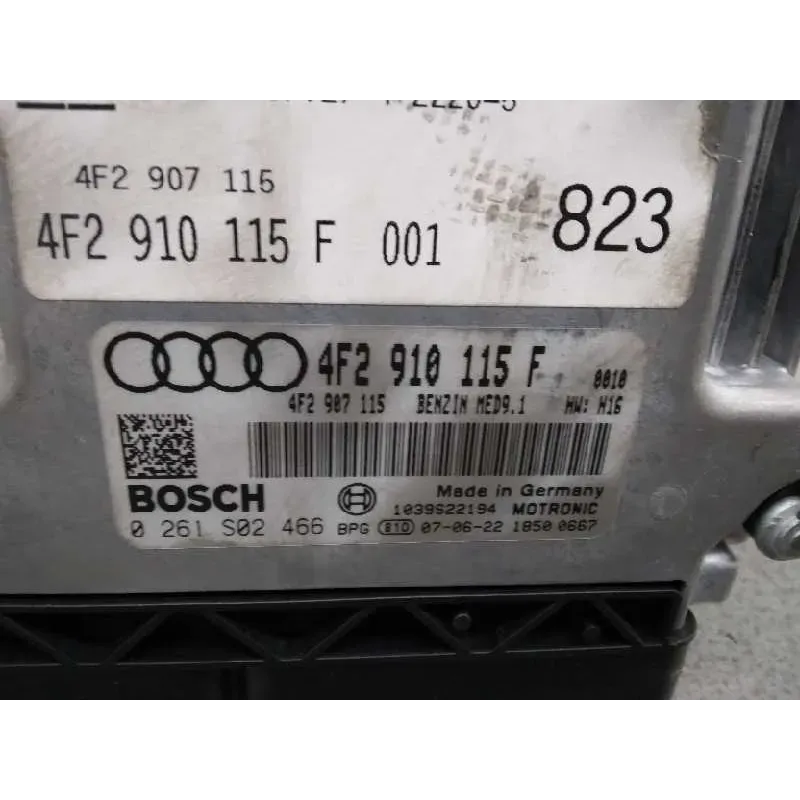 4F2 907 115
4F2 910 115 F 001
823
4F2 910 115 F 0010
4F2 907 115 BENZIN MED9.1 HW: H16
BOSCH
Made in Germany
1039S22194 MOTRONIC
0 261 S02 466 BPG 810 07-06-22 1850 0667